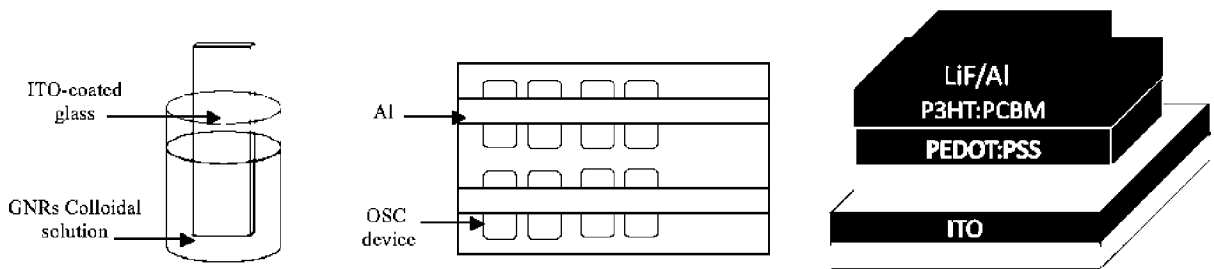 ITO-coated
glass
GNRs Colloidal
solution
Al
OSC
device
LiF/Al
P3HT:PCBM
PEDOT:PSS
ITO